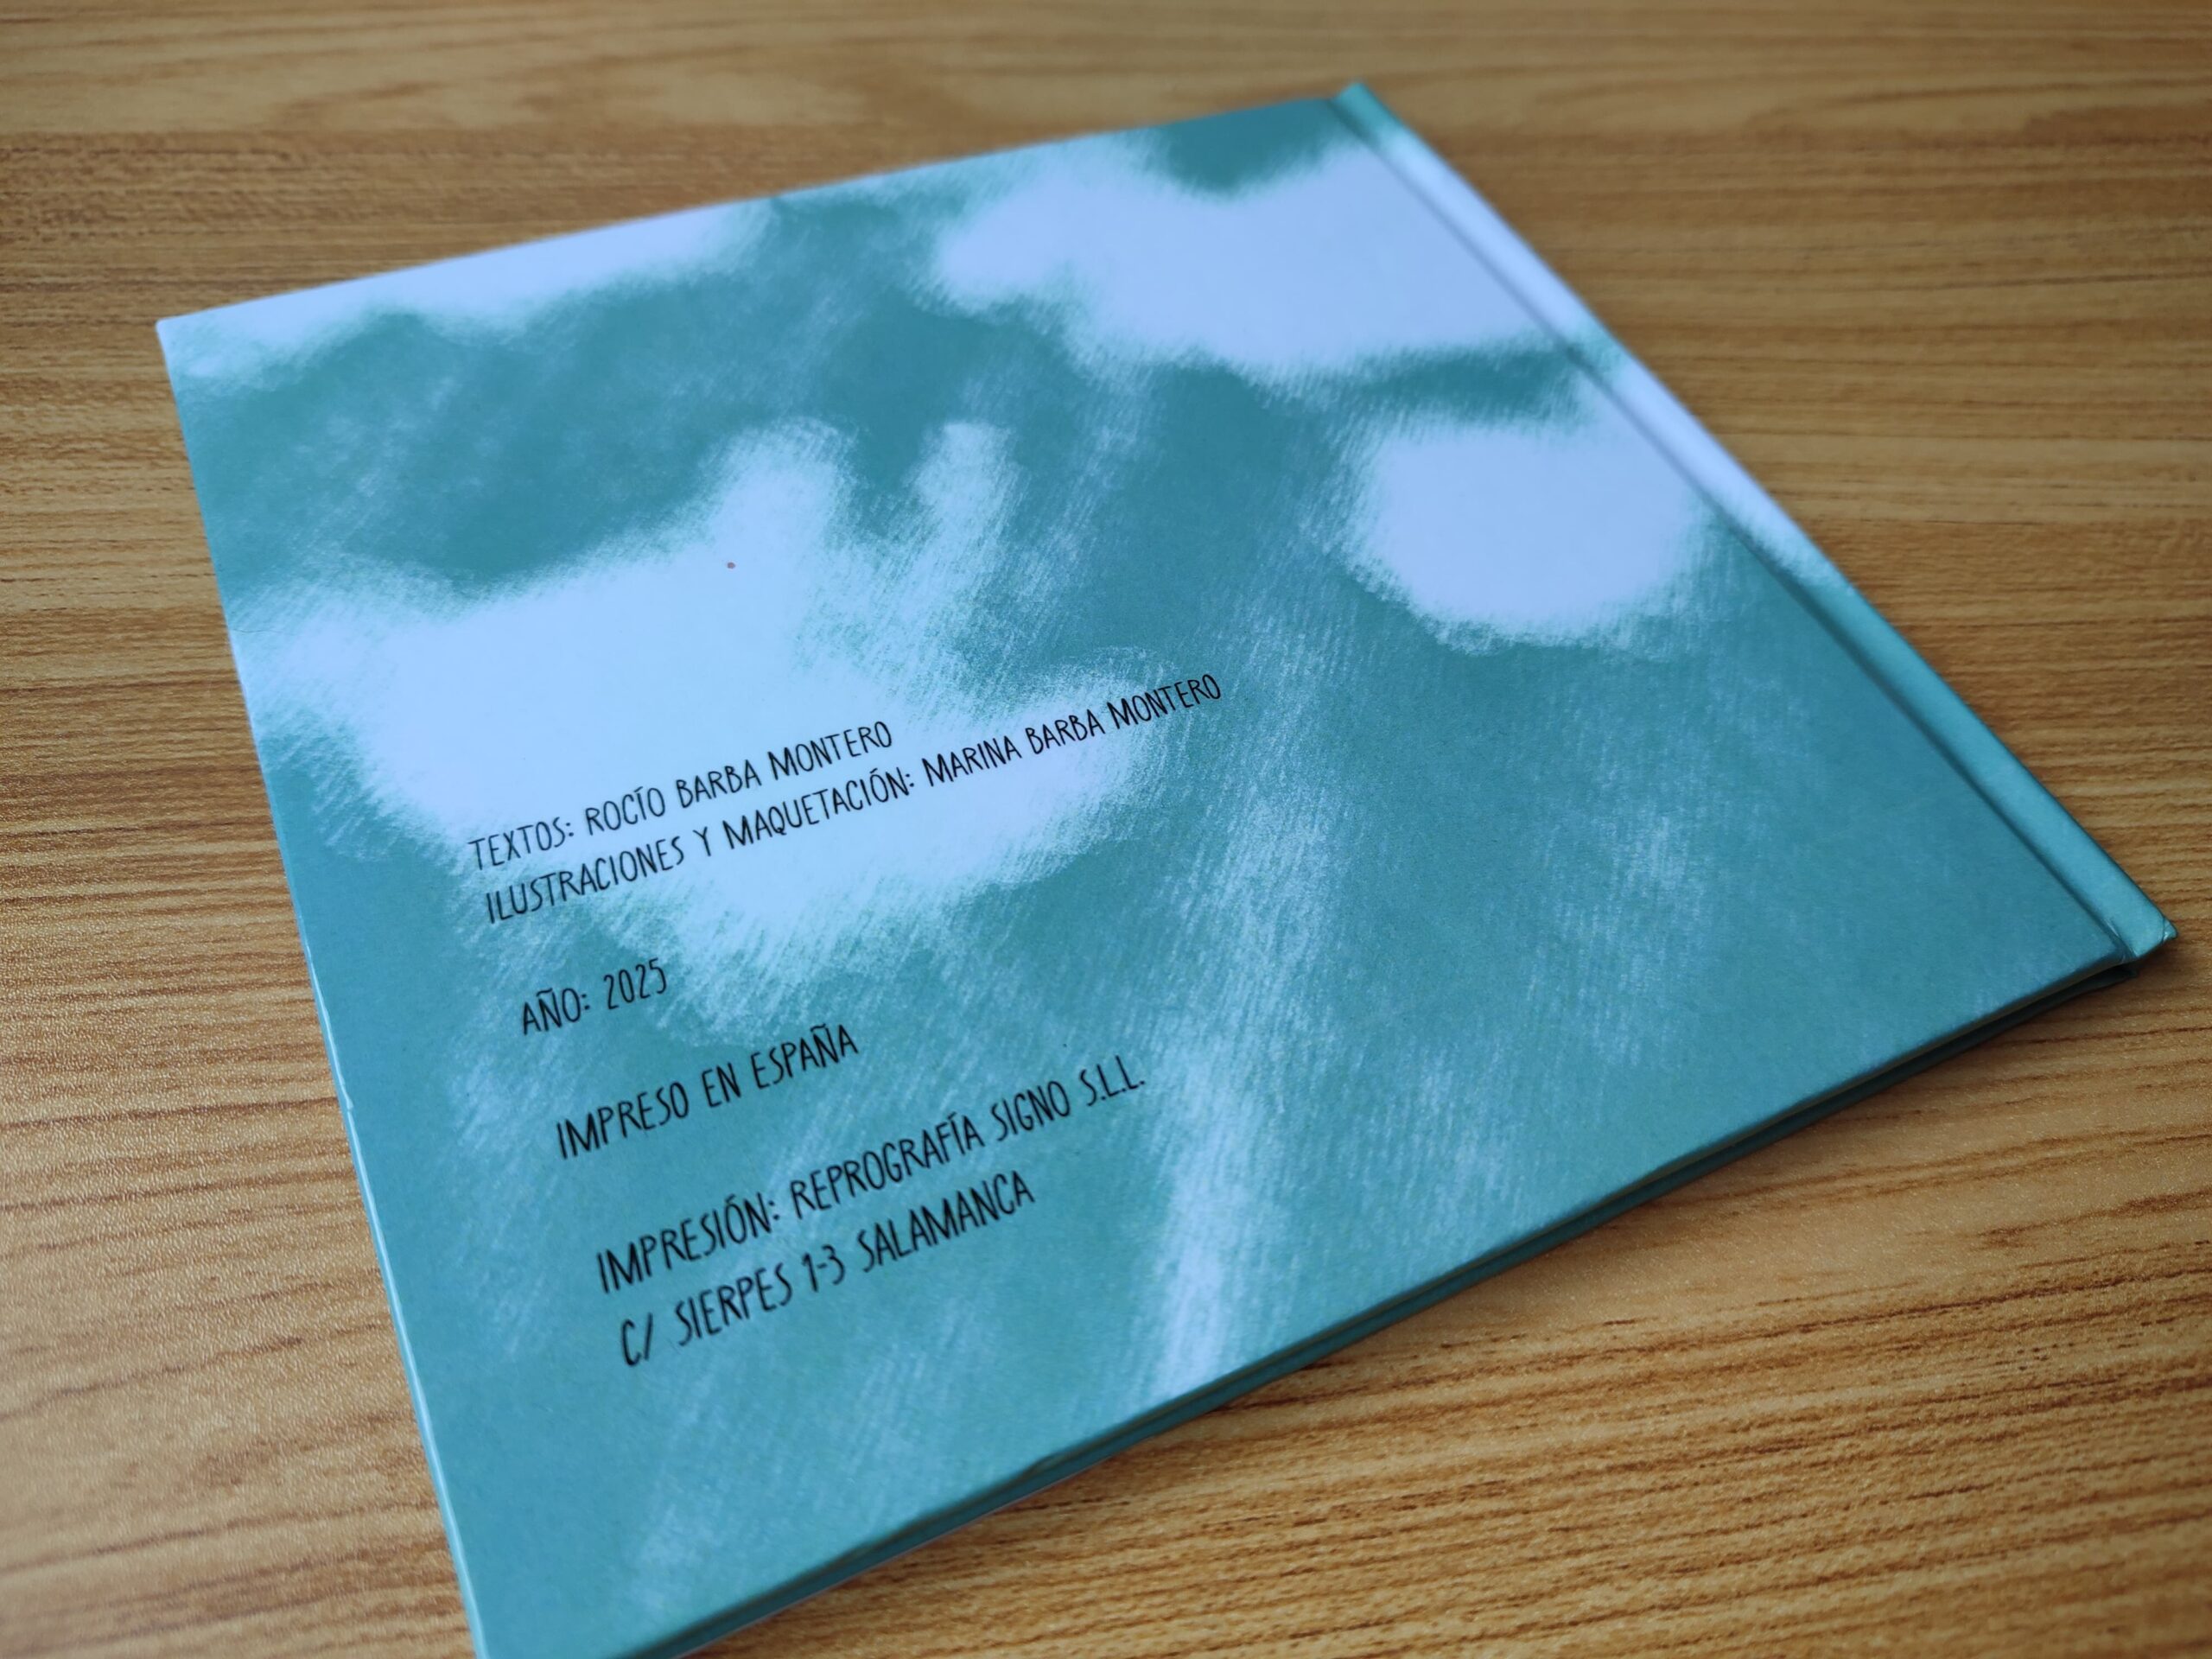 TEXTOS: ROCÍO BARBA MONTERO
ILUSTRACIONES Y MAQUETACIÓN: MARINA BARBA MONTERO
AÑO: 2025
IMPRESO EN ESPAÑA
IMPRESIÓN: REPROGRAFÍA SIGNO S.L.L.
C/ SIERPES 1-3 SALAMANCA